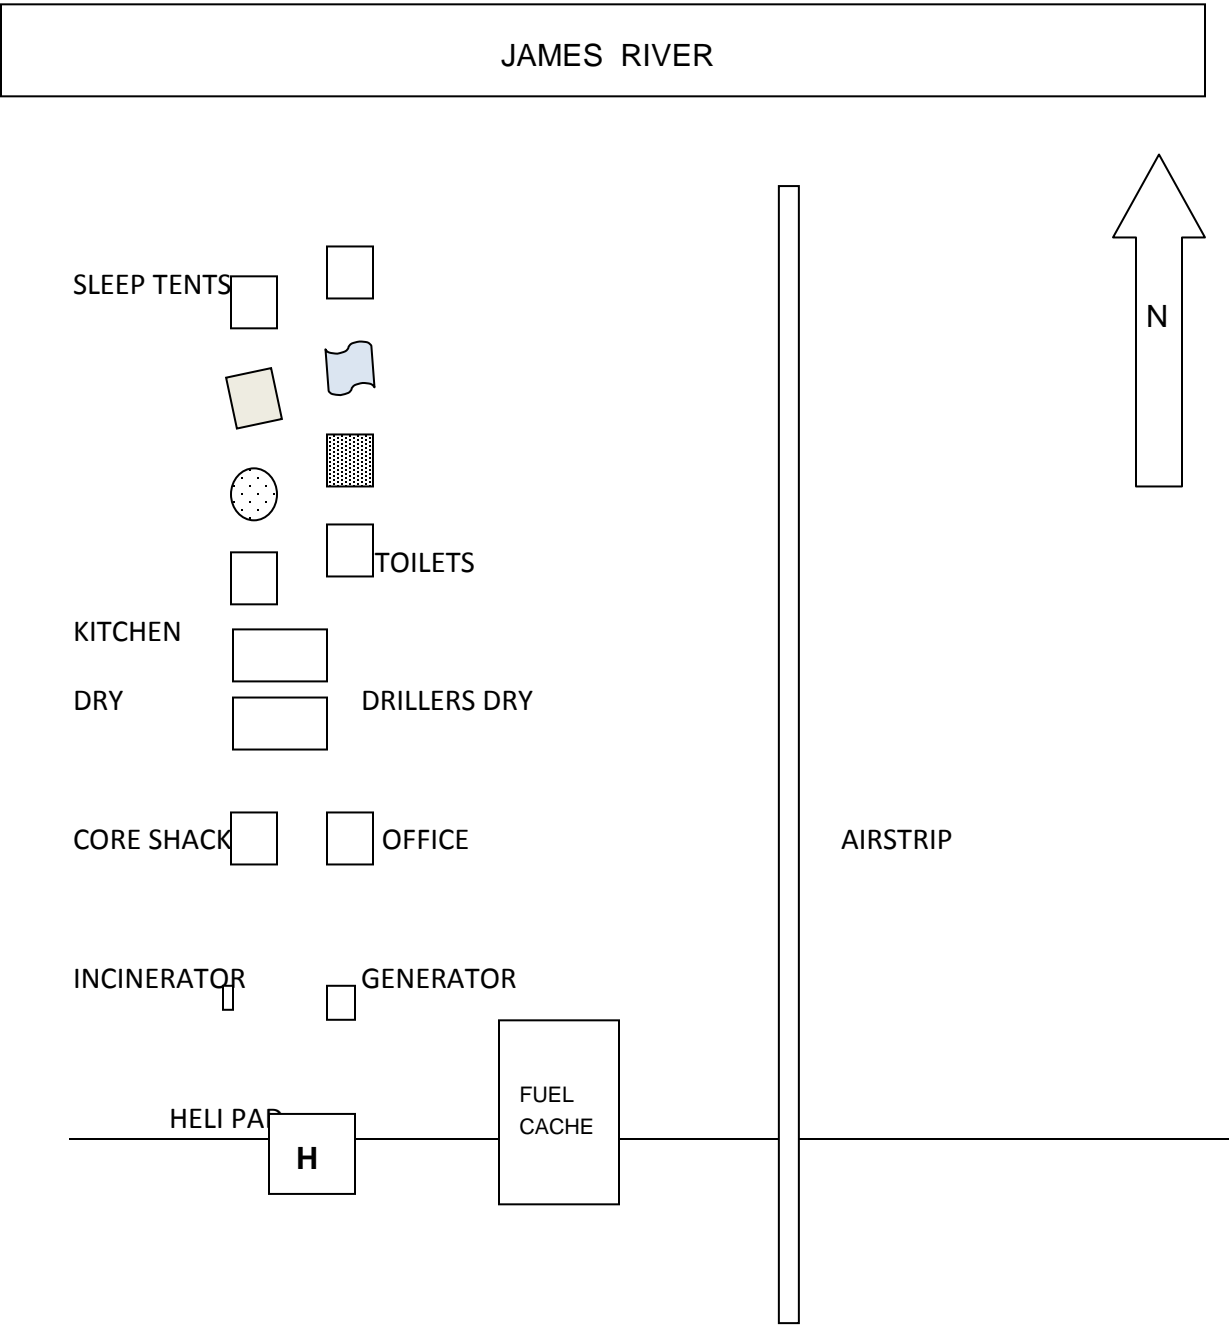 JAMES RIVER
SLEEP TENTS
N
TOILETS
KITCHEN
DRY DRILLERS DRY
CORE SHACK OFFICE AIRSTRIP
INCINERATOR GENERATOR
FUEL
CACHE
HELI PAD
H